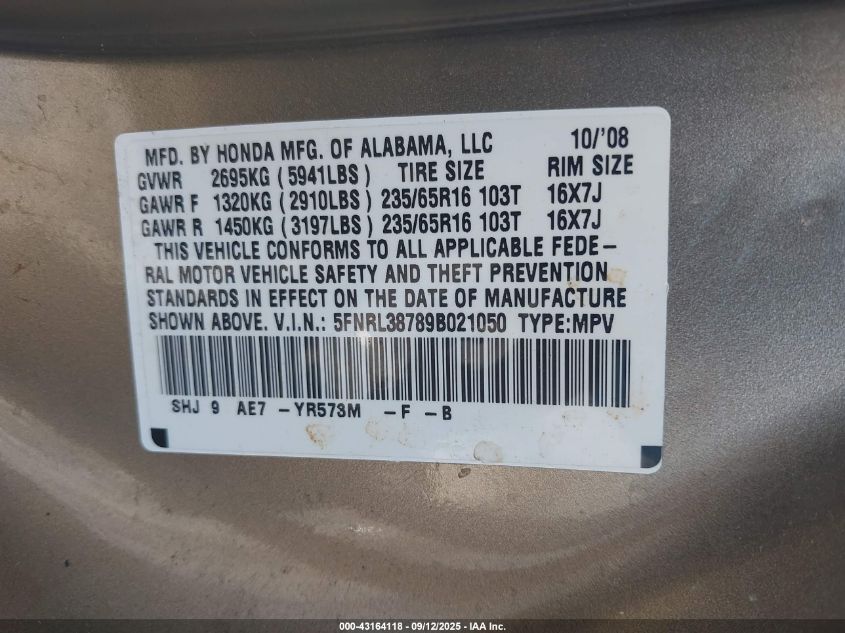 MFD. BY HONDA MFG. OF ALABAMA, LLC 10/'08
GVWR 2695KG (5941LBS) TIRE SIZE RIM SIZE
GAWR F 1320KG (2910LBS) 235/65R16 103T 16X7J
GAWR R 1450KG (3197LBS) 235/65R16 103T 16X7J
THIS VEHICLE CONFORMS TO ALL APPLICABLE FEDE-
RAL MOTOR VEHICLE SAFETY AND THEFT PREVENTION
STANDARDS IN EFFECT ON THE DATE OF MANUFACTURE
SHOWN ABOVE. V.I.N.: 5FNRL38789B021050 TYPE:MPV
SHJ 9 AE7 -YR573M -F -B
000-43164118 - 09/12/2025 - IAA Inc.